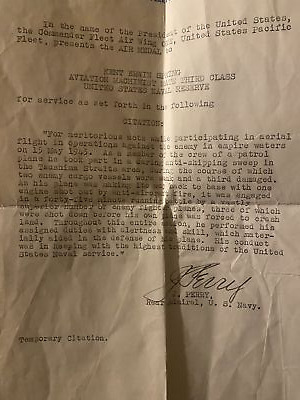 In the name of the President of the United States,
the Commander Fleet Air Wing One, United States Pacific
Fleet, presents the AIR MEDAL to
KENT
AVIATION MACHINIST'S MATE THIRD CLASS
UNITED STATES NAVAL RESERVE
for service as set forth in the following
CITATION:
"For meritorious acts while participating in aerial
flight in operations against the enemy in empire waters
on 15 May 1945. As a member of the crew of a patrol
plane he took part in a daring anti-shipping sweep in
the Tsushima Straits area, during the course of which
two enemy cargo vessels were sunk and a third damaged.
As his plane was making its way back to base with one
engine shot out by anti-aircraft fire, it was engaged
in a forty-five minute running battle by a vastly
superior number of enemy fighter planes, three of which
were shot down before his own plane was forced to crash
land. Throughout this entire action, he performed his
assigned duties with alertness and skill, which mater-
ially aided in the defense of his plane. His conduct
was in keeping with the highest traditions of the United
States Naval service."
Perry
PERRY,
Rear Admiral, U. S. Navy.
Temporary Citation.